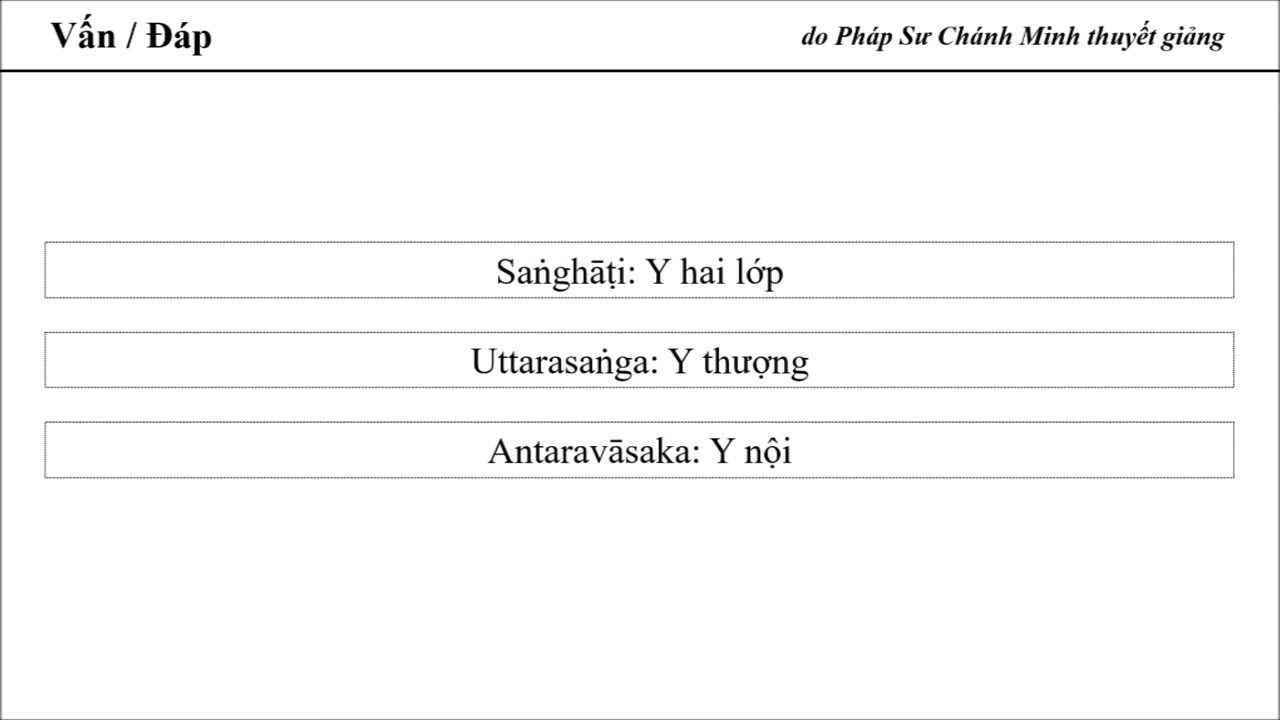 Vấn / Đáp
do Pháp Sư Chánh Minh thuyết giảng
Saṅghāṭi: Y hai lớp
Uttarasaṅga: Y thượng
Antaravāsaka: Y nội